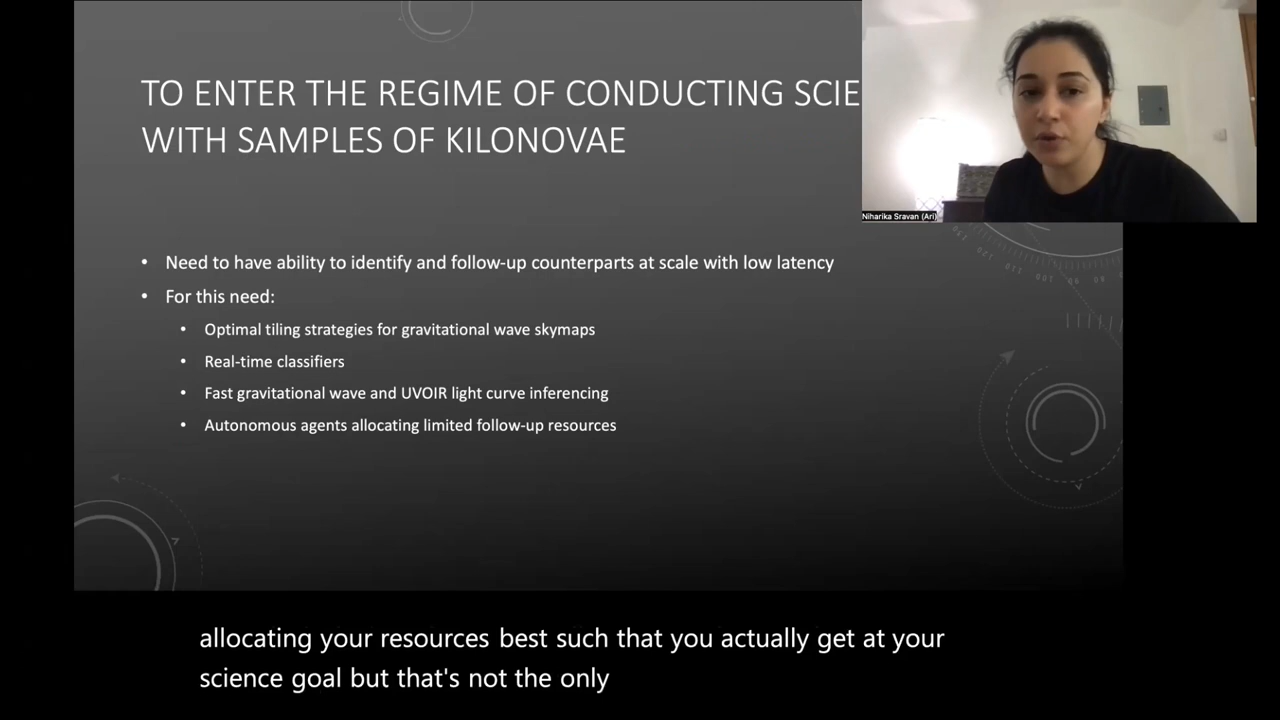 TO ENTER THE REGIME OF CONDUCTING SCIE
WITH SAMPLES OF KILONOVAE
Niharika Sravan (Ari)
• Need to have ability to identify and follow-up counterparts at scale with low latency
• For this need:
• Optimal tiling strategies for gravitational wave skymaps
• Real-time classifiers
• Fast gravitational wave and UVOIR light curve inferencing
• Autonomous agents allocating limited follow-up resources
allocating your resources best such that you actually get at your
science goal but that's not the only